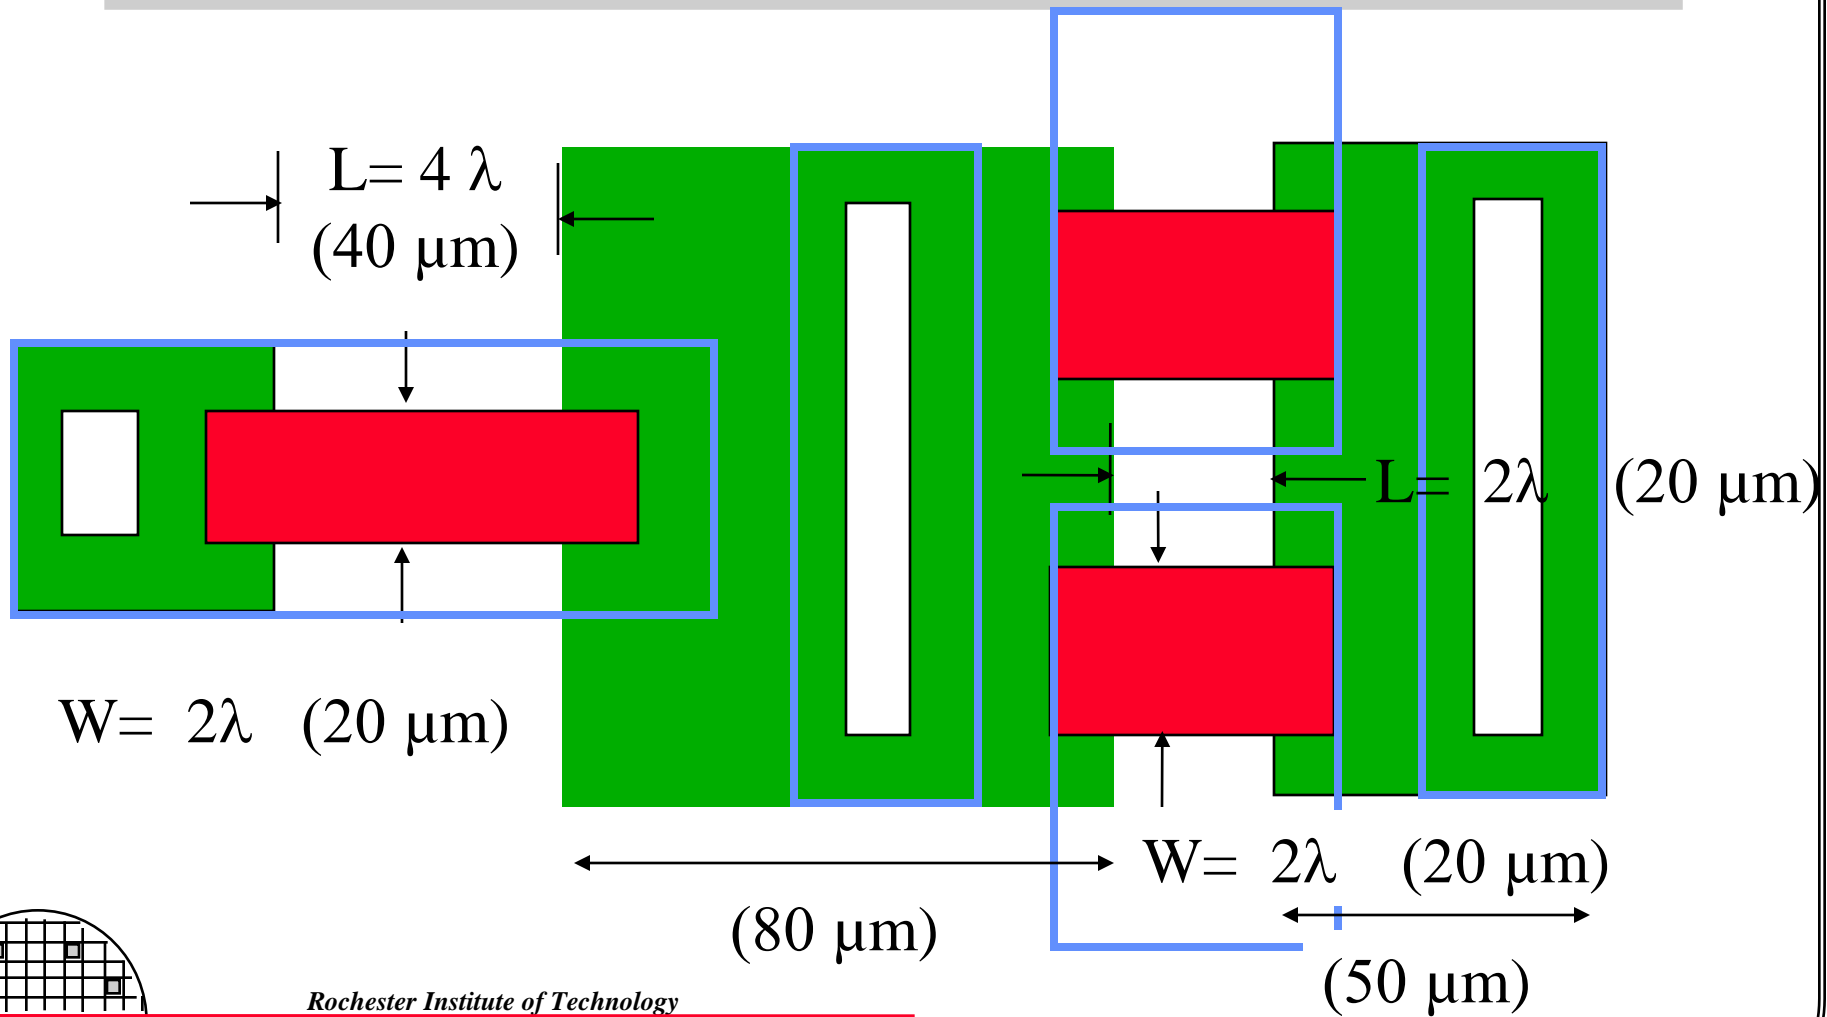 L= 4 λ
(40 µm)
L= 2λ (20 µm)
W= 2λ (20 µm)
W= 2λ (20 µm)
(80 µm)
(50 µm)
Rochester Institute of Technology